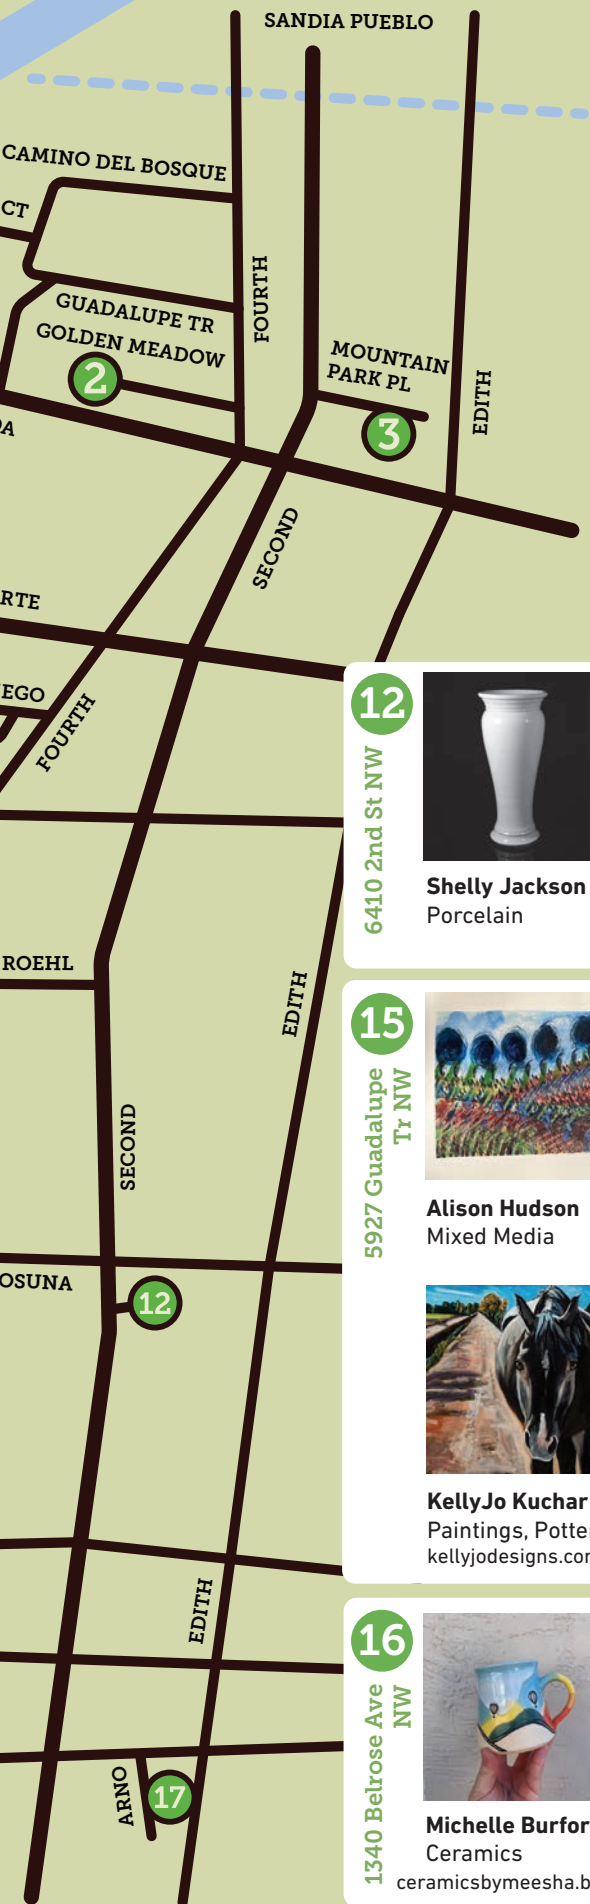 SANDIA PUEBLO
CAMINO DEL BOSQUE
CT
FOURTH
GUADALUPE TR
GOLDEN MEADOW
2
MOUNTAIN
PARK PL
3
EDITH
DA
SECOND
RTE
EGO
FOURTH
12
6410 2nd St NW
Shelly Jackson
Porcelain
ROEHL
EDITH
15
5927 Guadalupe
Tr NW
Alison Hudson
Mixed Media
SECOND
OSUNA
12
KellyJo Kuchar
Paintings, Potte
kellyjodesigns.com
EDITH
16
1340 Belrose Ave
NW
Michelle Burfor
Ceramics
ceramicsbymeesha.b
ARNO
17